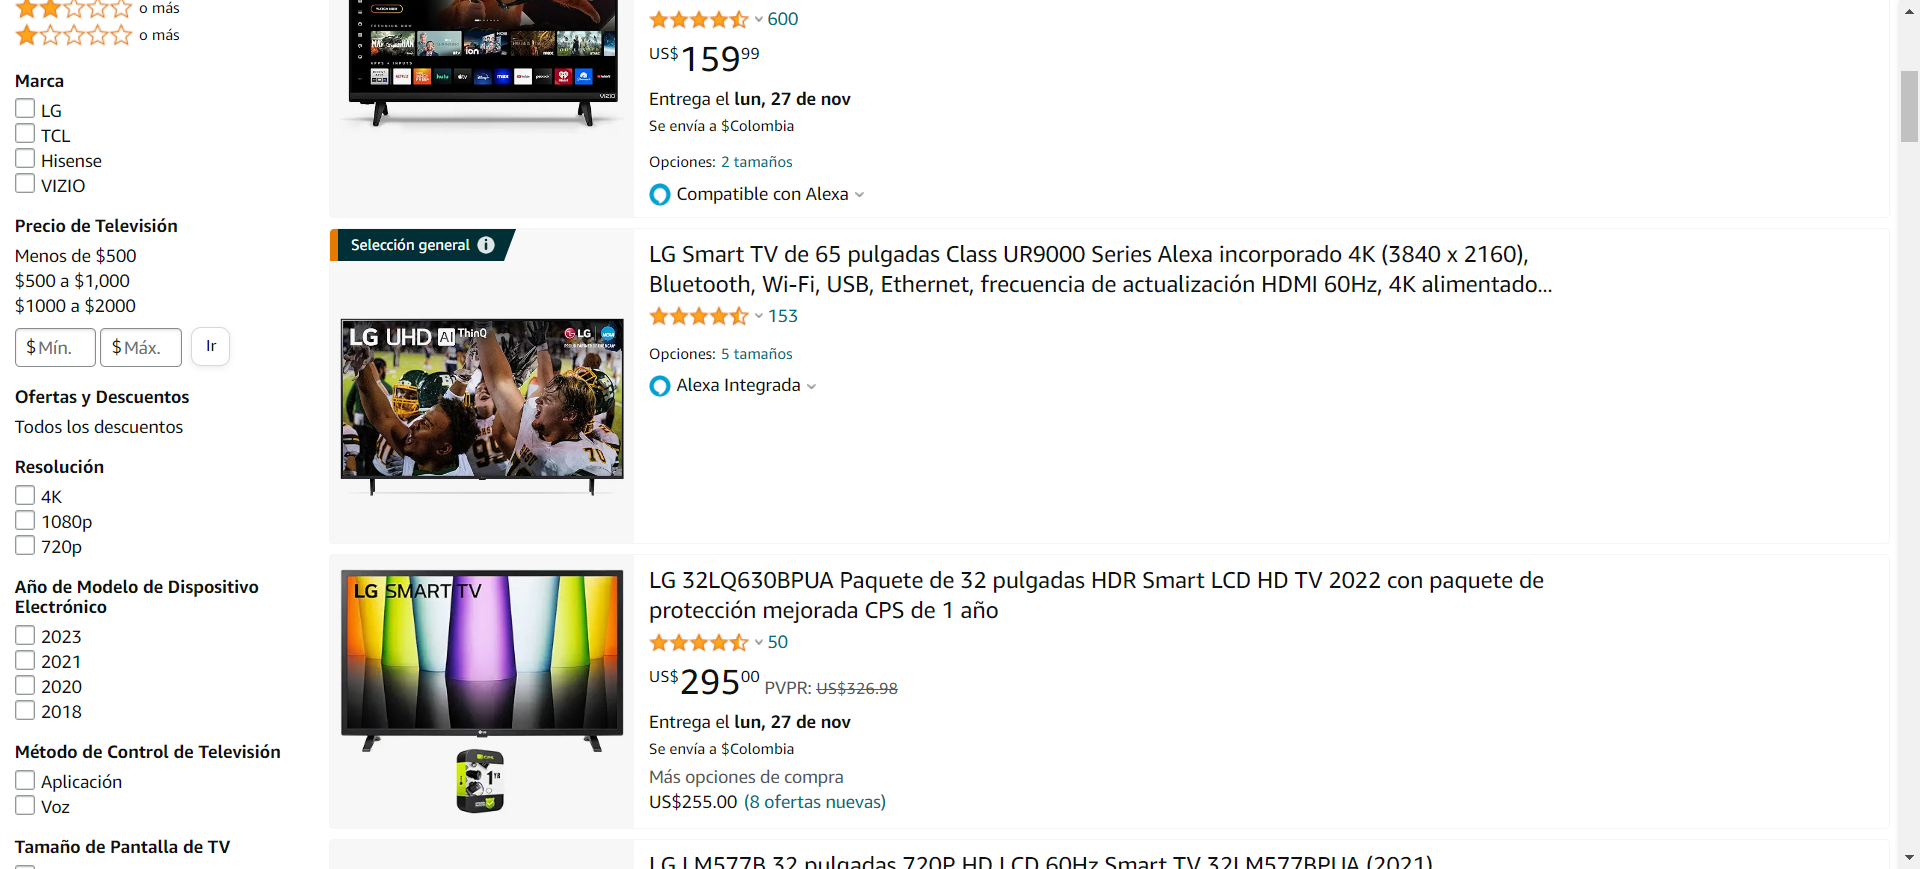 o más
o más
Marca
LG
TCL
Hisense
VIZIO
Precio de Televisión
Menos de $500
$500 a $1,000
$1000 a $2000
$ Mín.
$ Máx.
Ir
Ofertas y Descuentos
Todos los descuentos
Resolución
4K
1080p
720p
Año de Modelo de Dispositivo
Electrónico
2023
2021
2020
2018
Método de Control de Televisión
Aplicación
Voz
Tamaño de Pantalla de TV
VIZIO
600
US$159 99
Entrega el lun, 27 de nov
Se envía a $Colombia
Opciones: 2 tamaños
Compatible con Alexa
Selección general
LG UHD AI ThinQ
LG
70
LG Smart TV de 65 pulgadas Class UR9000 Series Alexa incorporado 4K (3840 x 2160),
Bluetooth, Wi-Fi, USB, Ethernet, frecuencia de actualización HDMI 60Hz, 4K alimentado...
153
Opciones: 5 tamaños
Alexa Integrada
LG SMART TV
1 YR
LG 32LQ630BPUA Paquete de 32 pulgadas HDR Smart LCD HD TV 2022 con paquete de
protección mejorada CPS de 1 año
50
US$295 00 PVPR: US$326.98
Entrega el lun, 27 de nov
Se envía a $Colombia
Más opciones de compra
US$255.00 (8 ofertas nuevas)
LG LM577B 32 pulgadas 720P HD LCD 60Hz Smart TV 32LM577BPUA (2021)